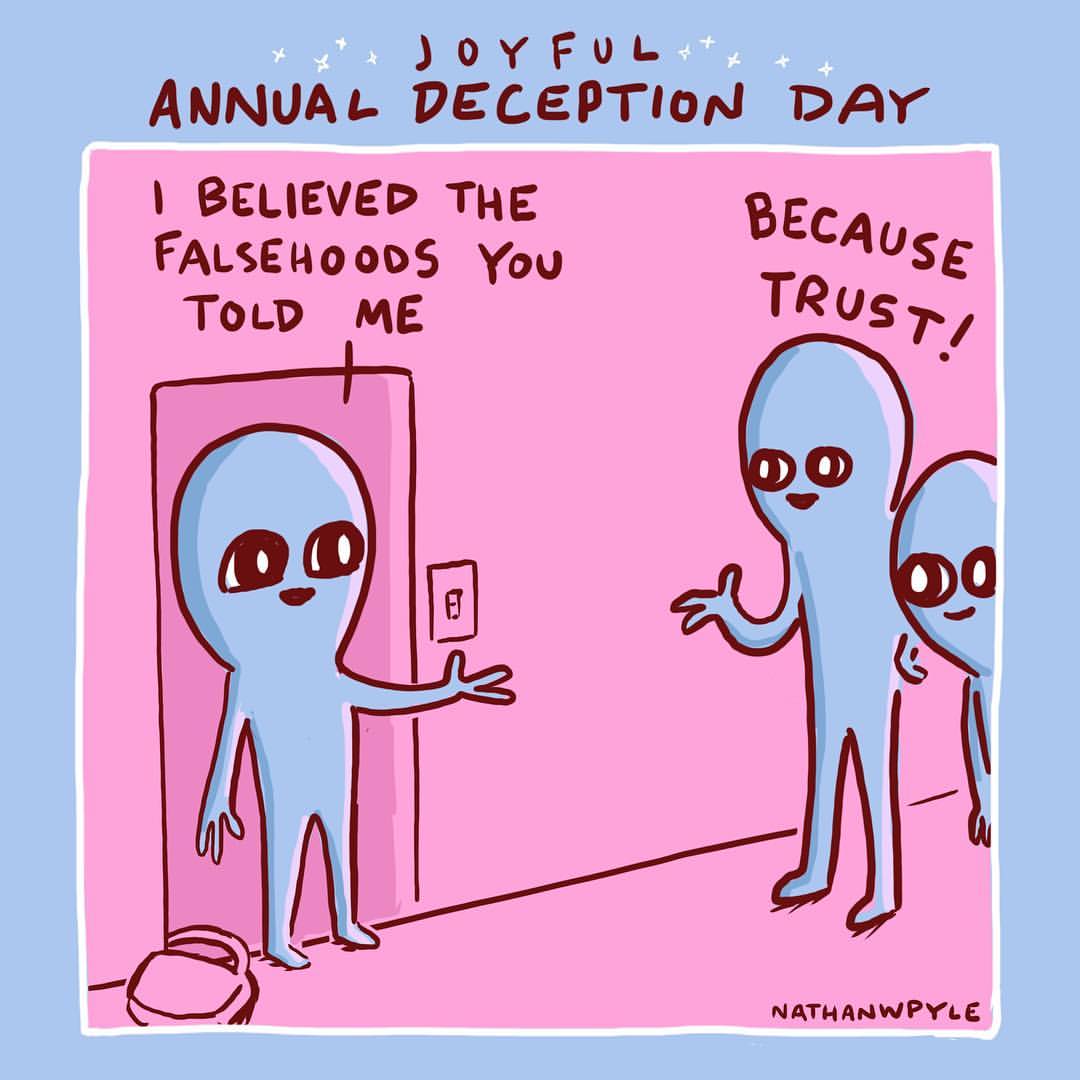 JOYFUL
ANNUAL DECEPTION DAY
I BELIEVED THE
FALSEHOODS YOU
TOLD ME
BECAUSE
TRUST!
NATHANWPYLE